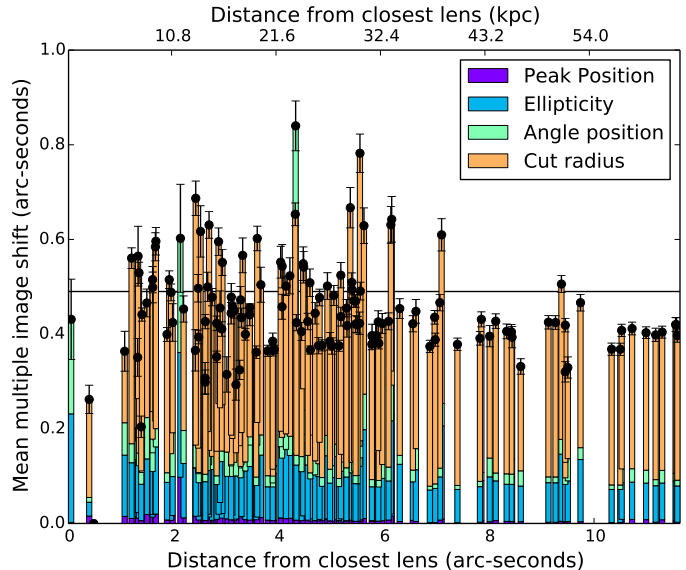 Distance from closest lens (kpc)
10.8 21.6 32.4 43.2 54.0
1.0
0.8
0.6
0.4
0.2
0.0
Mean multiple image shift (arc-seconds)
Peak Position
Ellipticity
Angle position
Cut radius
0 2 4 6 8 10
Distance from closest lens (arc-seconds)